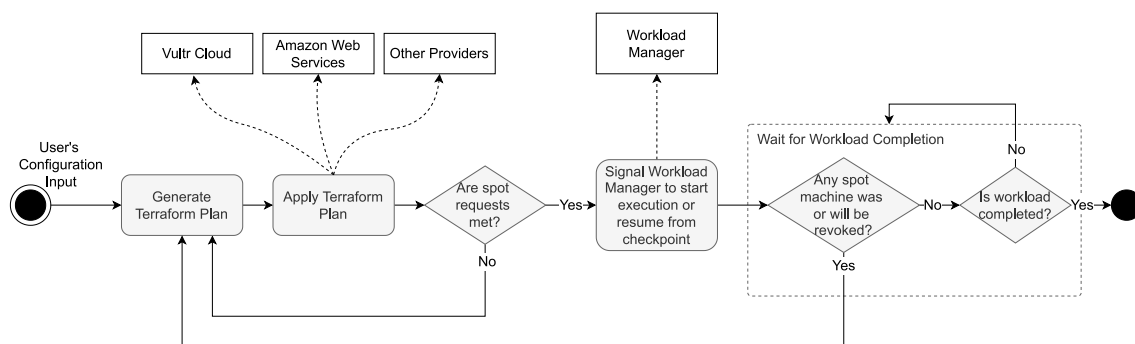 Vultr Cloud
Amazon Web
Services
Other Providers
Workload
Manager
User's
Configuration
Input
Generate
Terraform Plan
Apply Terraform
Plan
Are spot
requests
met?
Yes
No
Signal Workload
Manager to start
execution or
resume from
checkpoint
Wait for Workload Completion
Any spot
machine was
or will be
revoked?
No
Yes
Is workload
completed?
No
Yes